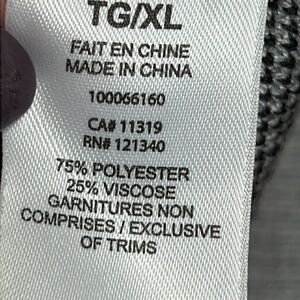 TG/XL
FAIT EN CHINE
MADE IN CHINA
100066160
CA# 11319
RN# 121340
75% POLYESTER
25% VISCOSE
GARNITURES NON
COMPRISES / EXCLUSIVE
OF TRIMS